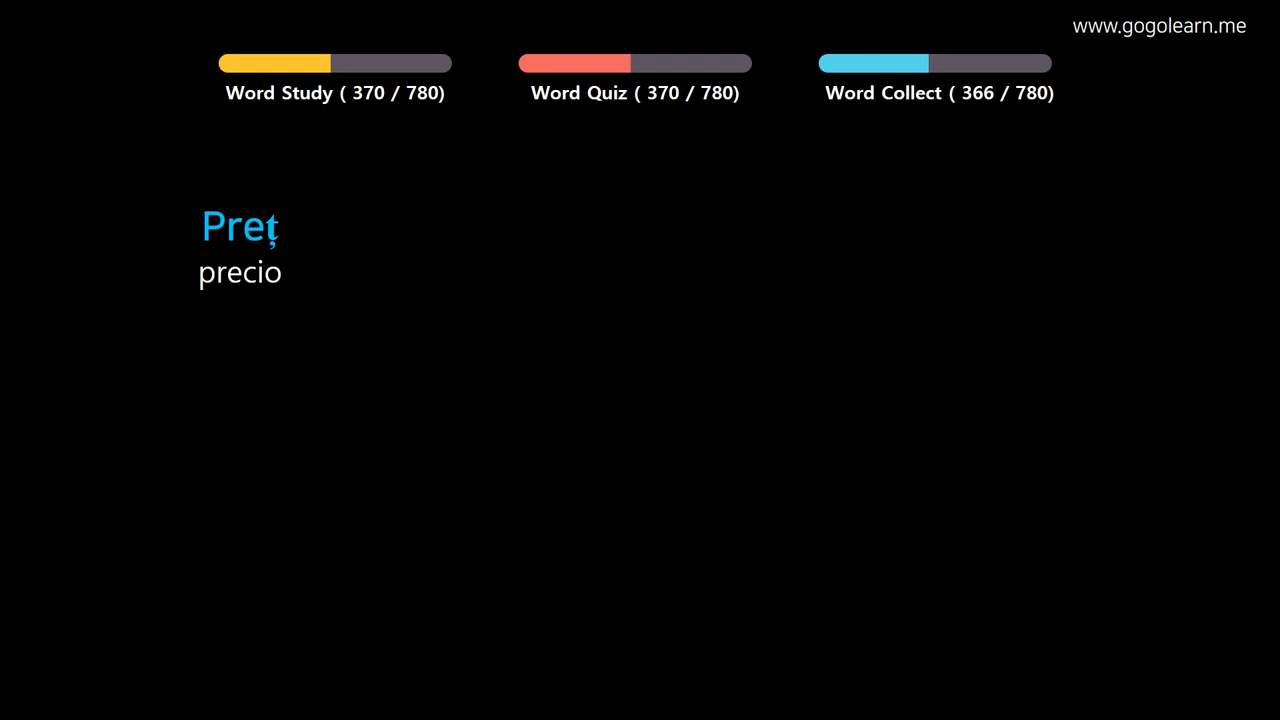 www.gogolearn.me
Word Study ( 370 / 780)
Word Quiz ( 370 / 780)
Word Collect ( 366 / 780)
Preț
precio